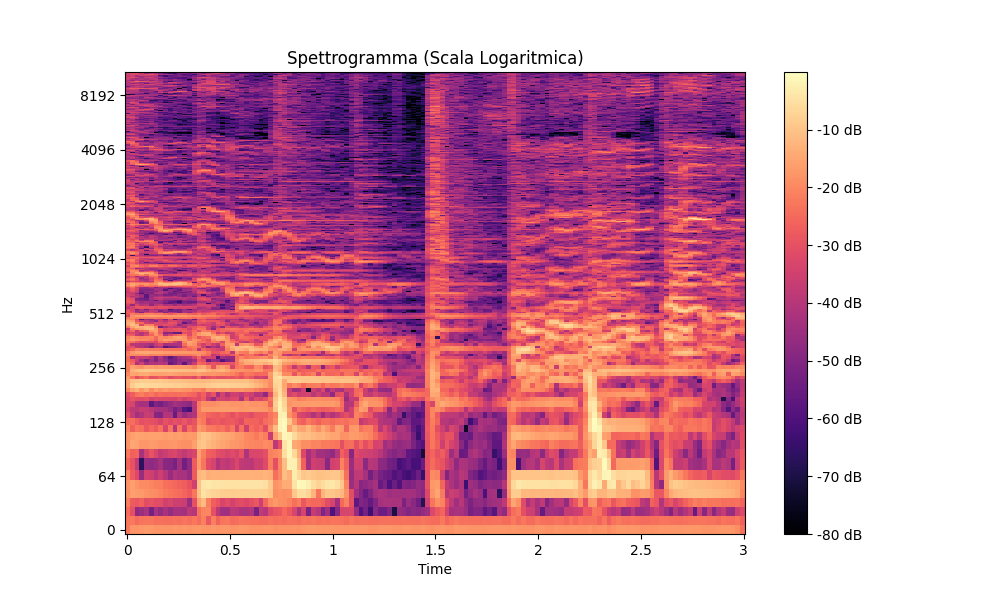 Spettrogramma (Scala Logaritmica)
8192
4096
2048
1024
512
256
128
64
0
Hz
0
0.5
1
1.5
2
2.5
3
Time
-10 dB
-20 dB
-30 dB
-40 dB
-50 dB
-60 dB
-70 dB
-80 dB